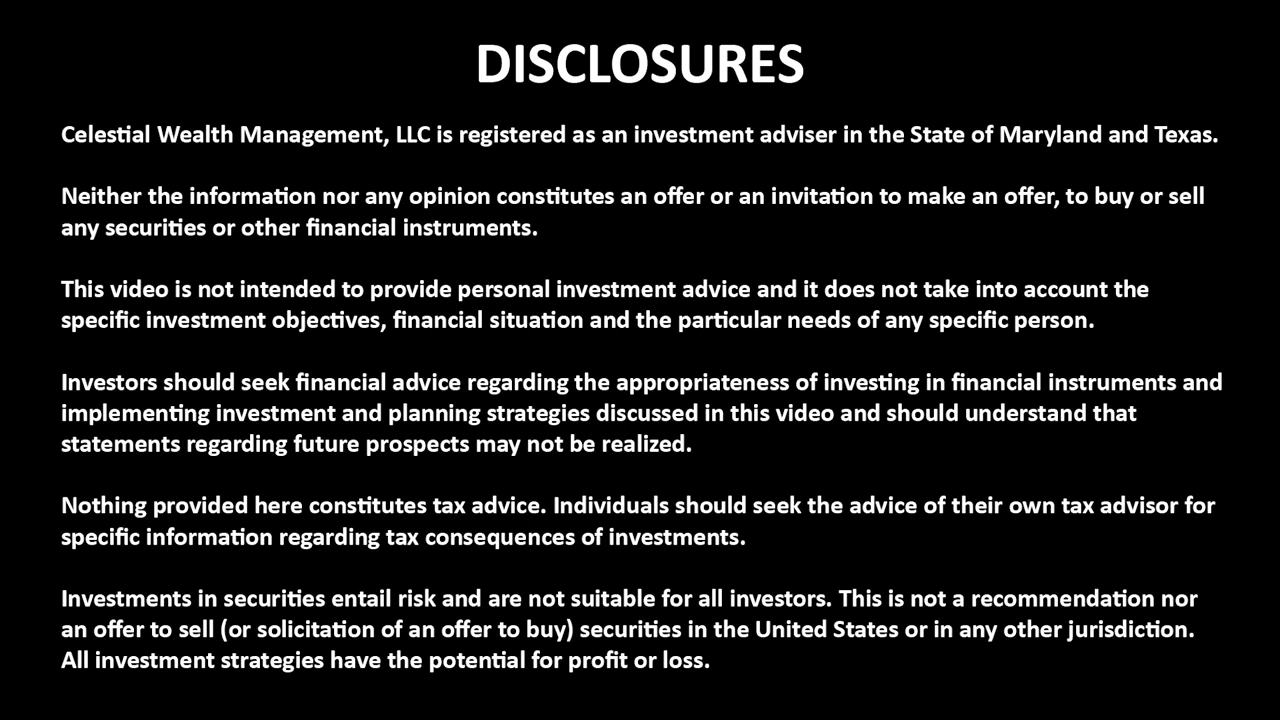 DISCLOSURES
Celestial Wealth Management, LLC is registered as an investment adviser in the State of Maryland and Texas.
Neither the information nor any opinion constitutes an offer or an invitation to make an offer, to buy or sell
any securities or other financial instruments.
This video is not intended to provide personal investment advice and it does not take into account the
specific investment objectives, financial situation and the particular needs of any specific person.
Investors should seek financial advice regarding the appropriateness of investing in financial instruments and
implementing investment and planning strategies discussed in this video and should understand that
statements regarding future prospects may not be realized.
Nothing provided here constitutes tax advice. Individuals should seek the advice of their own tax advisor for
specific information regarding tax consequences of investments.
Investments in securities entail risk and are not suitable for all investors. This is not a recommendation nor
an offer to sell (or solicitation of an offer to buy) securities in the United States or in any other jurisdiction.
All investment strategies have the potential for profit or loss.